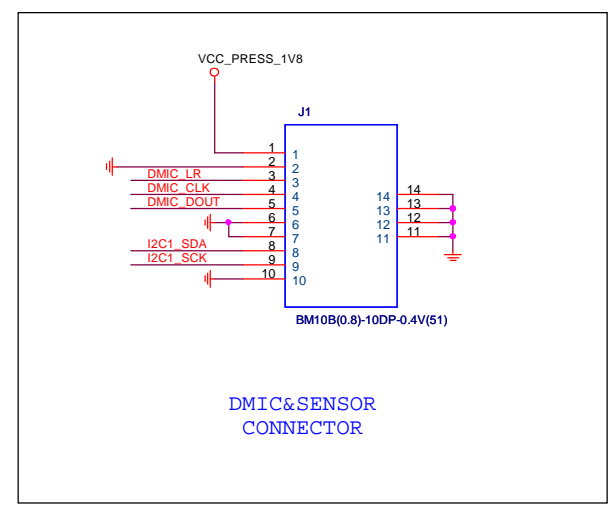 VCC_PRESS_1V8
J1
1 1
2 2
DMIC_LR 3 3
DMIC_CLK 4 4 14 14
DMIC_DOUT 5 5 13 13
6 6 12 12
7 7 11 11
I2C1_SDA 8 8
I2C1_SCK 9 9
10 10
BM10B(0.8)-10DP-0.4V(51)
DMIC&SENSOR
CONNECTOR